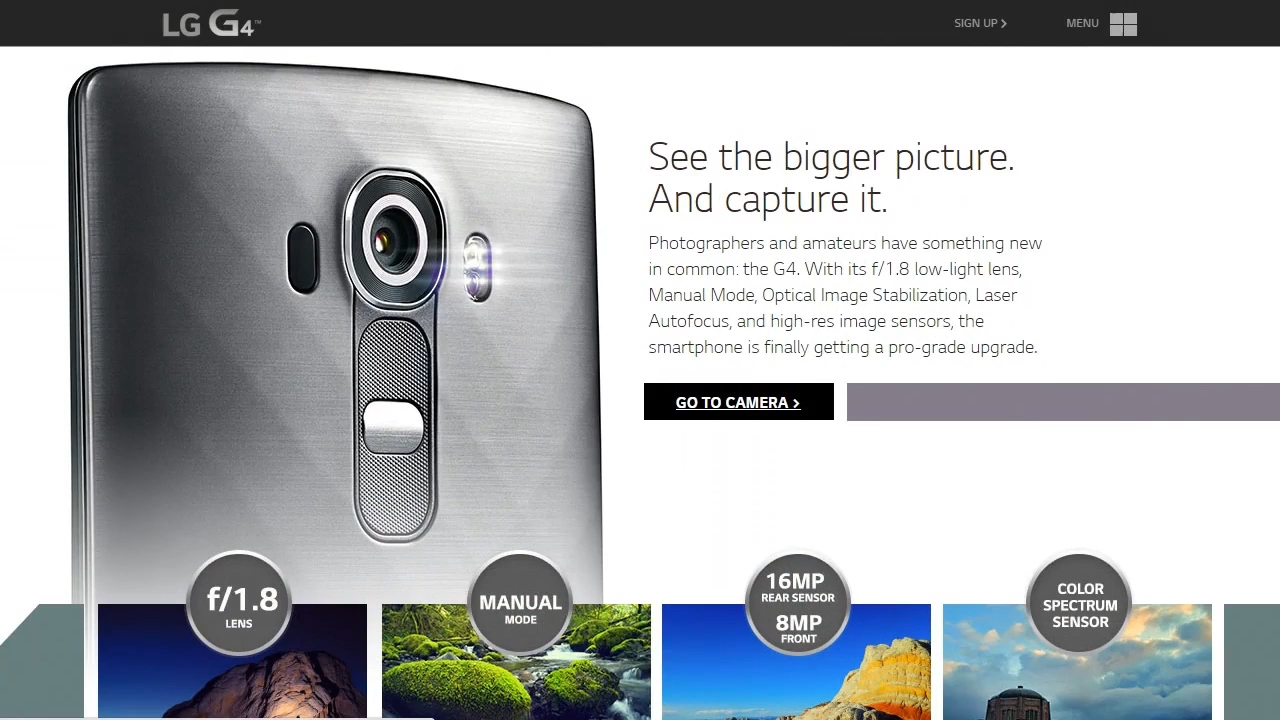 LG G4™
SIGN UP >
MENU
See the bigger picture.
And capture it.
Photographers and amateurs have something new
in common: the G4. With its f/1.8 low-light lens,
Manual Mode, Optical Image Stabilization, Laser
Autofocus, and high-res image sensors, the
smartphone is finally getting a pro-grade upgrade.
GO TO CAMERA >
f/1.8
LENS
MANUAL
MODE
16MP
REAR SENSOR
8MP
FRONT
COLOR
SPECTRUM
SENSOR